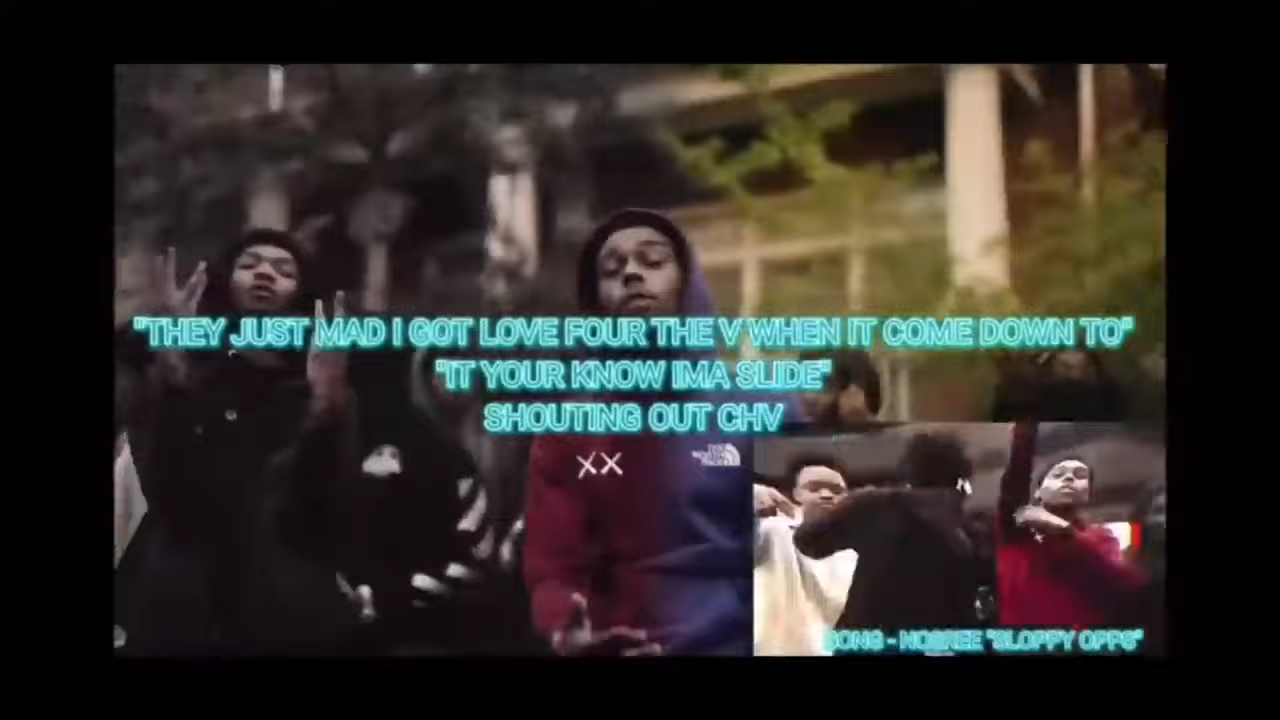 "THEY JUST MAD I GOT LOVE FOUR THE V WHEN IT COME DOWN TO"
"IT YOUR KNOW IMA SLIDE"
SHOUTING OUT CHV
XX
THE NORTH FACE
SONG - NOBREE "SLOPPY OPPS"